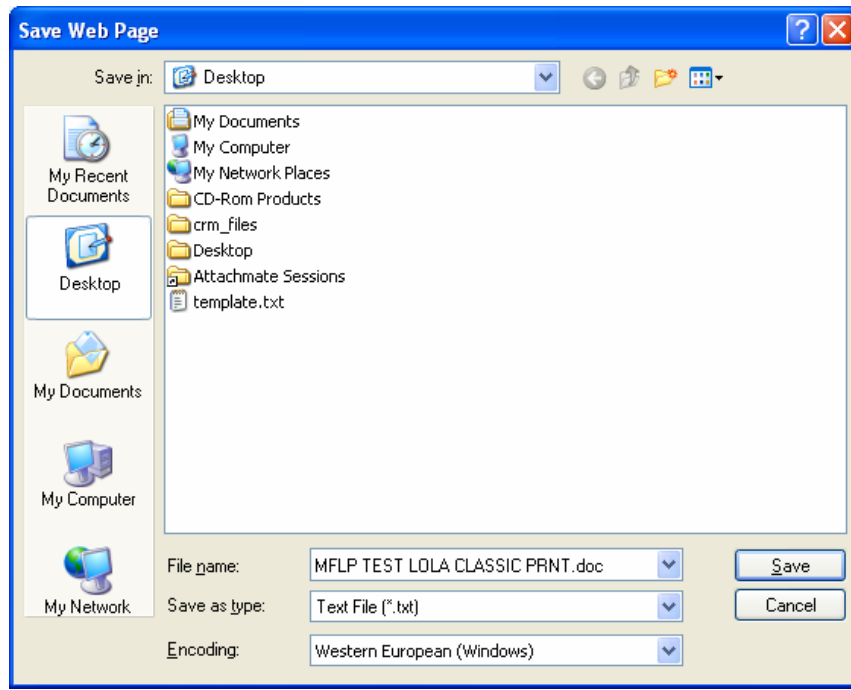 Save Web Page
Save in:
Desktop
My Recent
Documents
Desktop
My Documents
My Computer
My Network
My Documents
My Computer
My Network Places
CD-Rom Products
crm_files
Desktop
Attachmate Sessions
template.txt
File name:
MFLP TEST LOLA CLASSIC PRNT.doc
Save
Save as type:
Text File (*.txt)
Cancel
Encoding:
Western European (Windows)